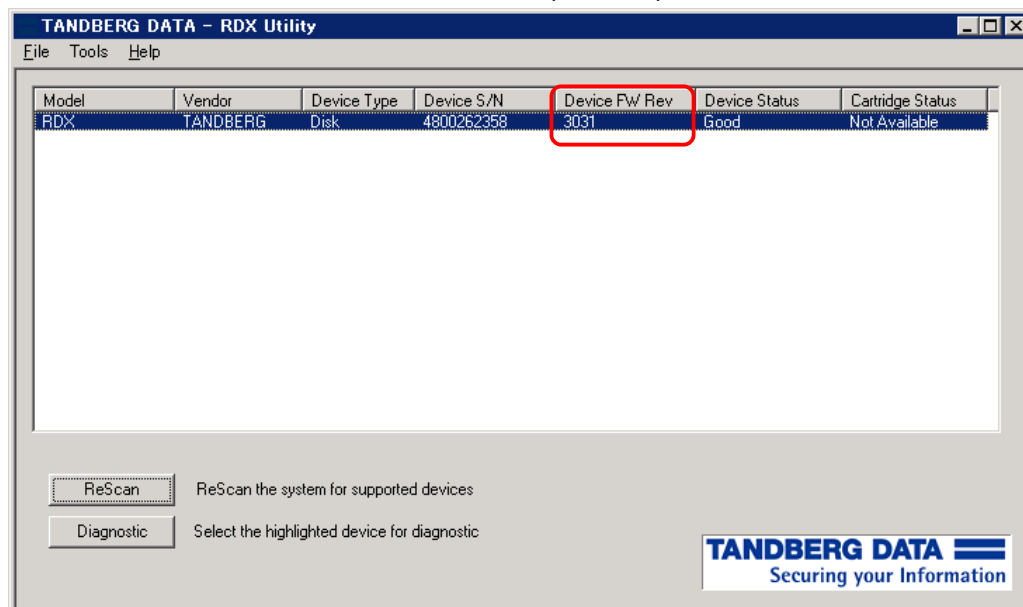 TANDBERG DATA – RDX Utility
File Tools Help
Model Vendor Device Type Device S/N Device FW Rev Device Status Cartridge Status
RDX TANDBERG Disk 4800262358 3031 Good Not Available
ReScan ReScan the system for supported devices
Diagnostic Select the highlighted device for diagnostic
TANDBERG DATA
Securing your Information